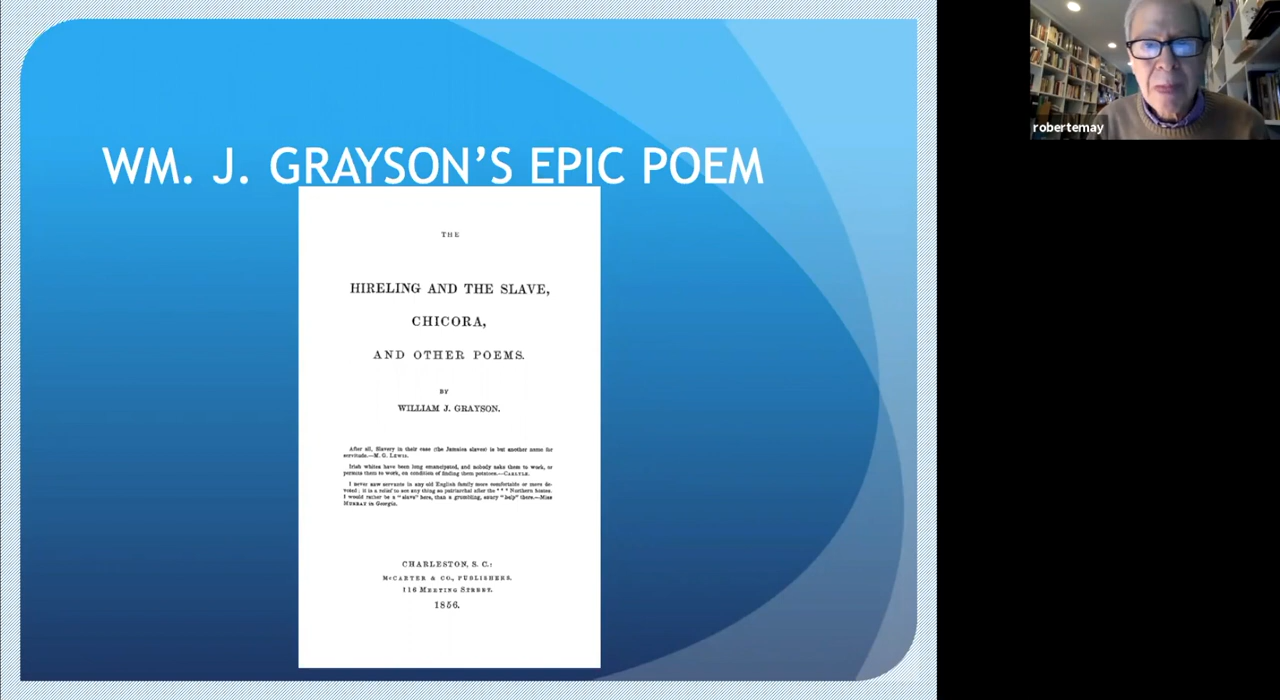 WM. J. GRAYSON’S EPIC POEM
THE
HIRELING AND THE SLAVE,
CHICORA,
AND OTHER POEMS.
BY
WILLIAM J. GRAYSON.
After all, Slavery in their case (the Jamaica slaves) is but another name for
servitude.—M. G. LEWIS.
Irish whites have been long emancipated, and nobody asks them to work, or
permits them to work, on condition of finding them potatoes.—CARLYLE.
I never saw servants in any old English family more comfortable or more de-
voted; it is a relief to see any thing so patriarchal after the * * * Northern States.
I would rather be a "slave" here, than a grumbling, saucy "help" there.—MISS
MURRAY in Georgia.
CHARLESTON, S. C.:
McCARTER & CO., PUBLISHERS.
116 MEETING STREET.
1856.
robertemay